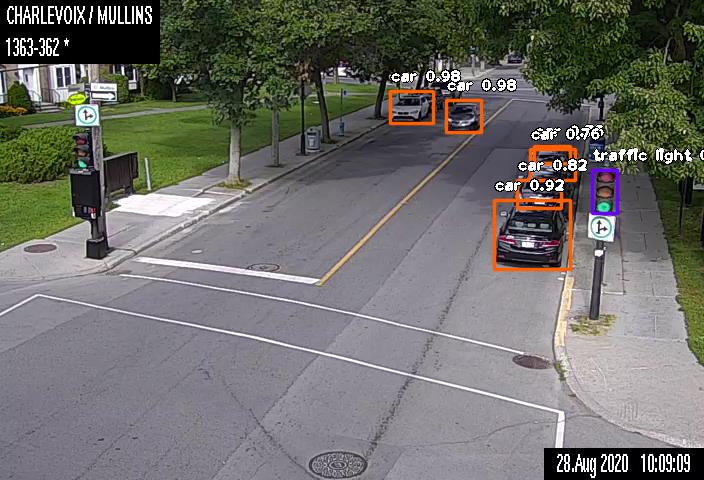 CHARLEVOIX / MULLINS
1363-362 *
car 0.98
car 0.98
car 0.76
car 0.82
car 0.92
traffic light
28.Aug 2020 10:09:09